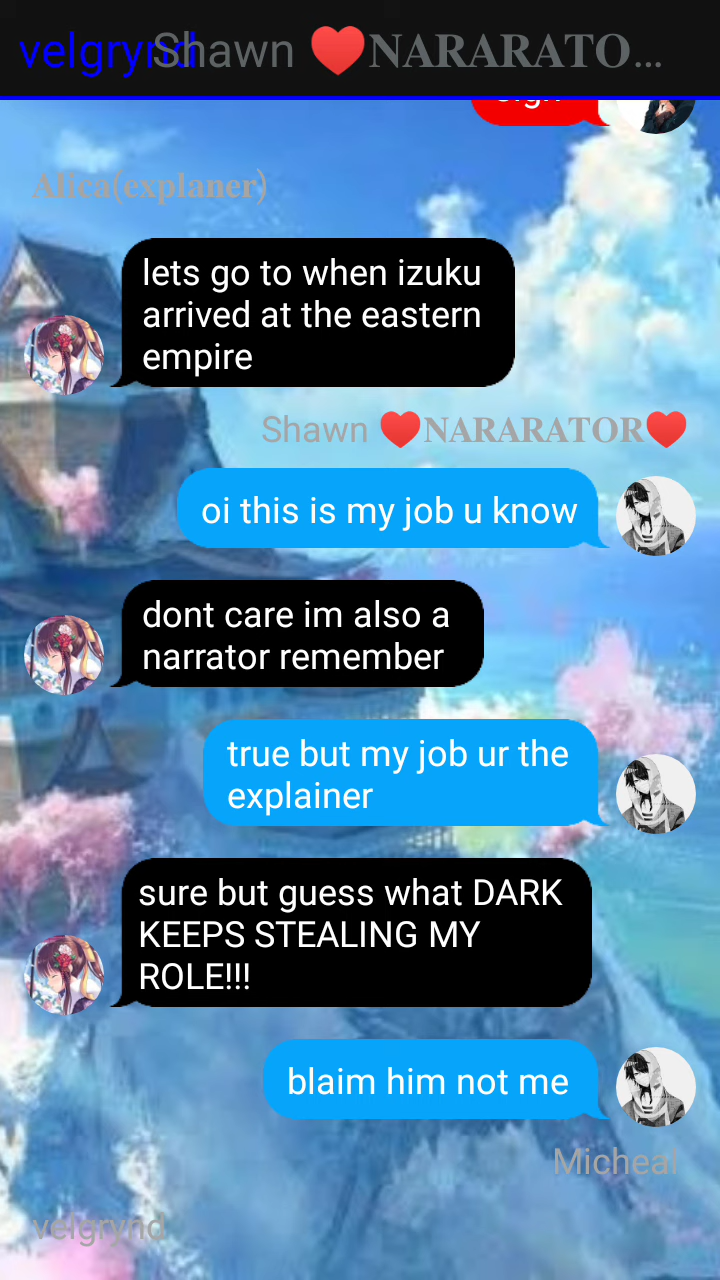 velgrynd Shawn ❤️NARARATO...
Alica(explaner)
lets go to when izuku
arrived at the eastern
empire
Shawn ❤️NARARATOR❤️
oi this is my job u know
dont care im also a
narrator remember
true but my job ur the
explainer
sure but guess what DARK
KEEPS STEALING MY
ROLE!!!
blaim him not me
Micheal
velgrynd